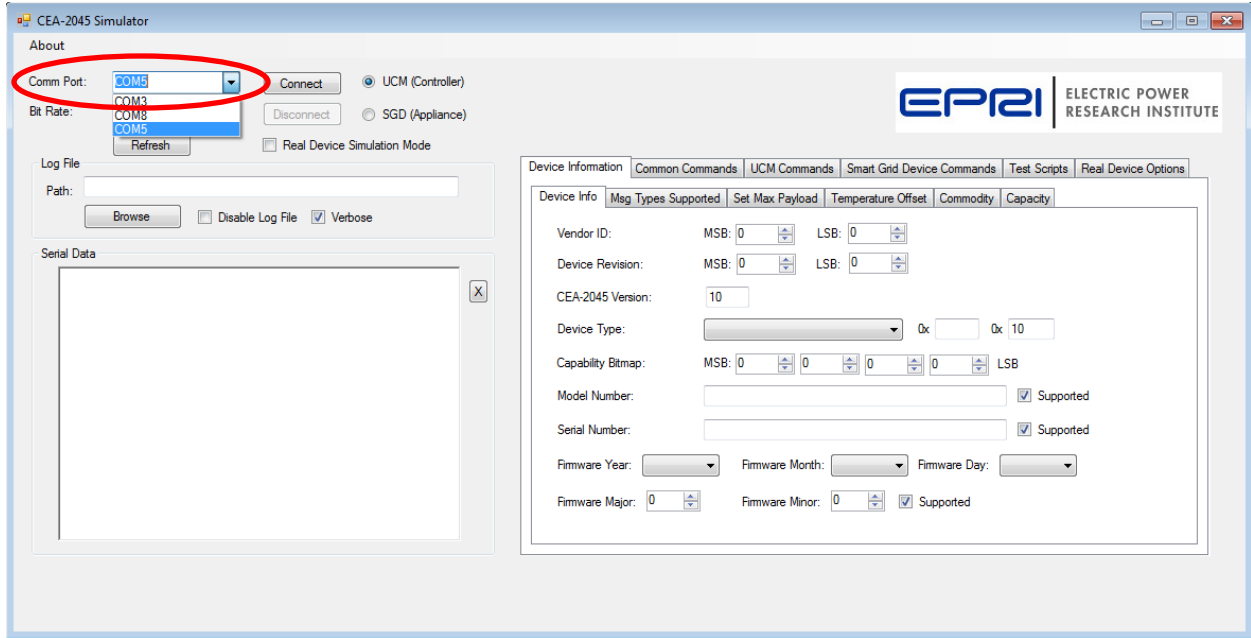 CEA-2045 Simulator
About
Comm Port: COM5 Connect UCM (Controller)
COM3
Bit Rate: COM8 Disconnect SGD (Appliance)
COM5
Refresh Real Device Simulation Mode
EPRI ELECTRIC POWER
RESEARCH INSTITUTE
Log File
Path:
Browse Disable Log File Verbose
Serial Data
X
Device Information Common Commands UCM Commands Smart Grid Device Commands Test Scripts Real Device Options
Device Info Msg Types Supported Set Max Payload Temperature Offset Commodity Capacity
Vendor ID: MSB: 0 LSB: 0
Device Revision: MSB: 0 LSB: 0
CEA-2045 Version: 10
Device Type: 0x 0x 10
Capability Bitmap: MSB: 0 0 0 0 LSB
Model Number: Supported
Serial Number: Supported
Firmware Year: Firmware Month: Firmware Day:
Firmware Major: 0 Firmware Minor: 0 Supported